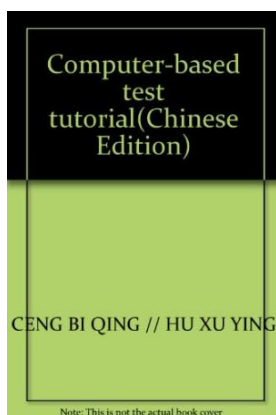 Computer-based
test
tutorial(Chinese
Edition)
CENG BI QING // HU XU YING
Note: This is not the actual book cover